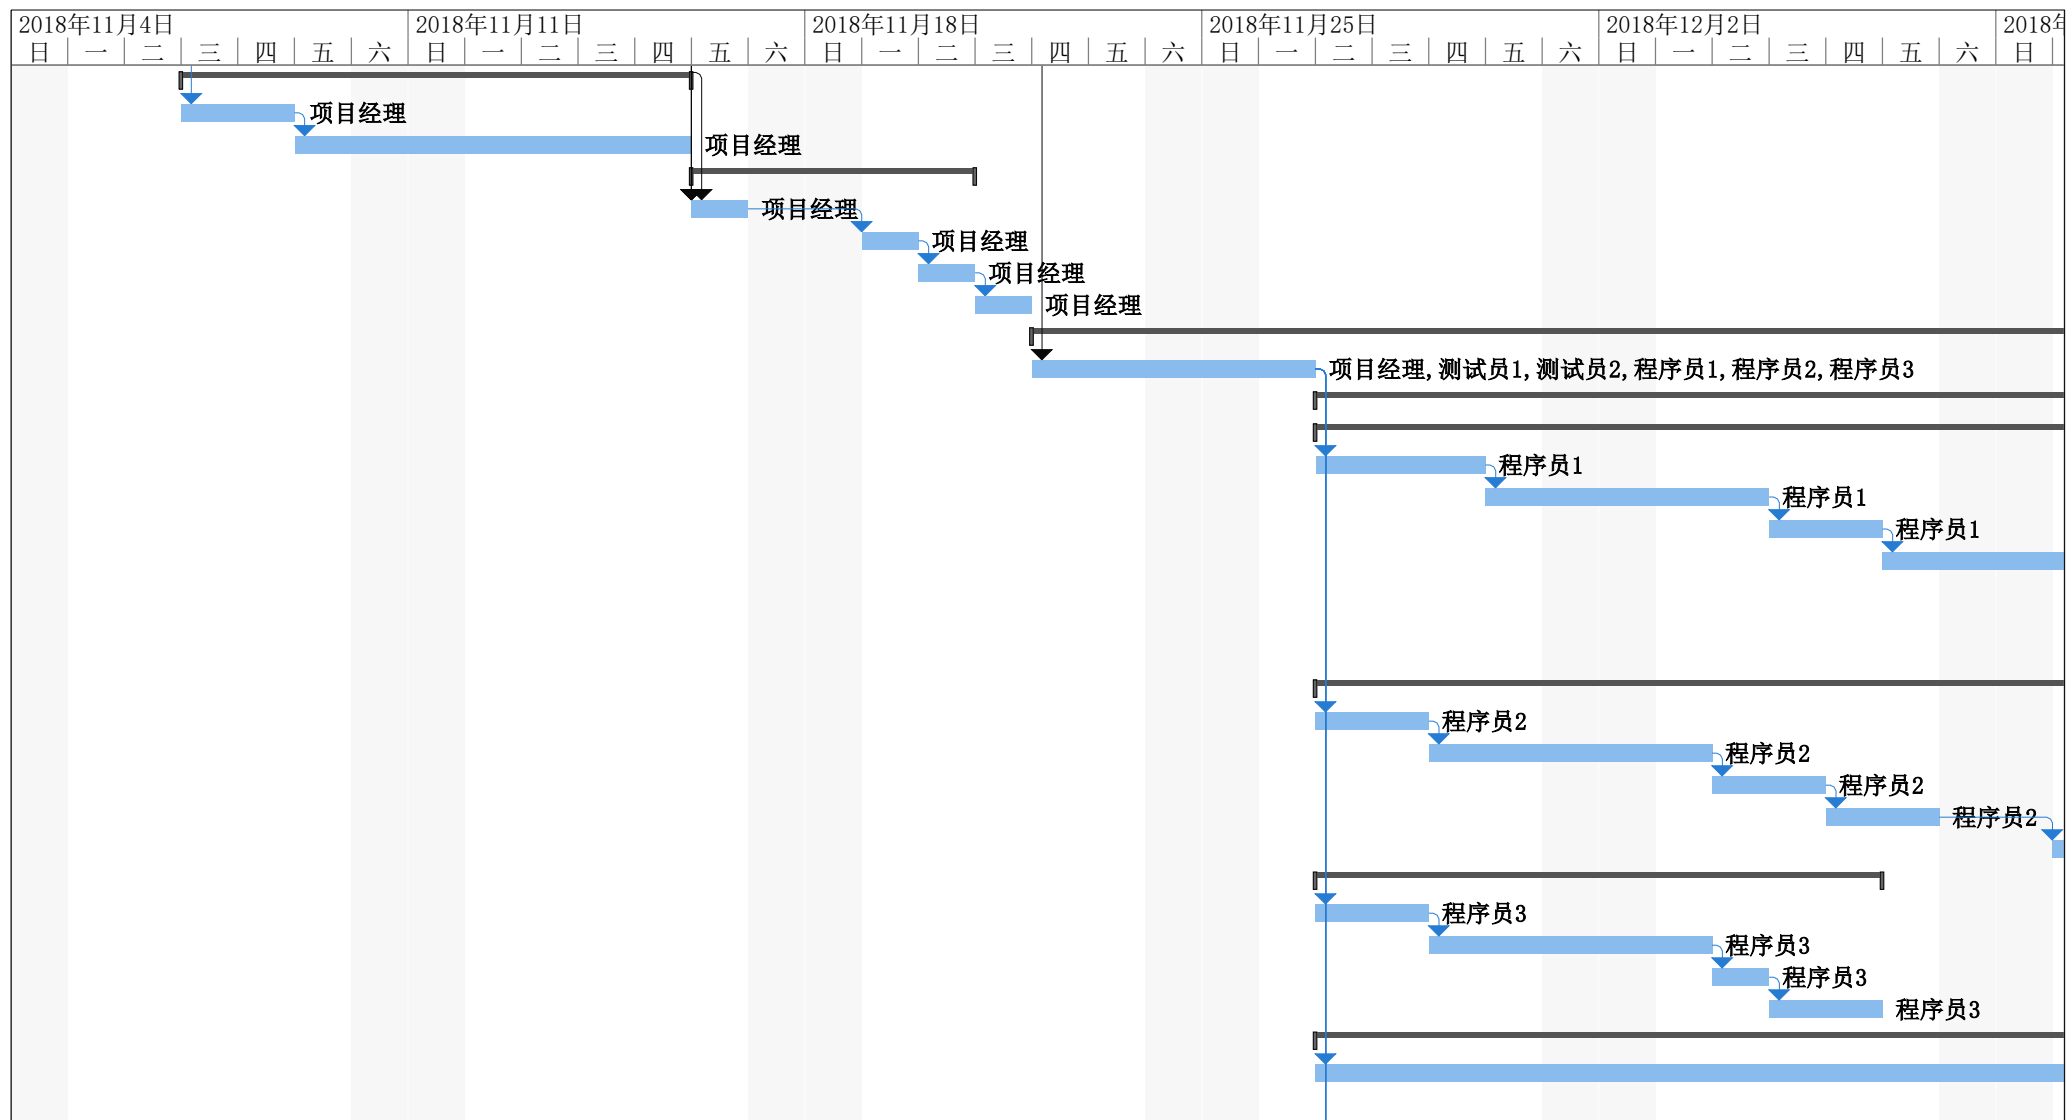 2018年11月4日 2018年11月11日 2018年11月18日 2018年11月25日 2018年12月2日 2018年
日 一 二 三 四 五 六 日 一 二 三 四 五 六 日 一 二 三 四 五 六 日 一 二 三 四 五 六 日 一 二 三 四 五 六 日
项目经理
项目经理
项目经理
项目经理
项目经理
项目经理
项目经理,测试员1,测试员2,程序员1,程序员2,程序员3
程序员1
程序员1
程序员1
程序员2
程序员2
程序员2
程序员2
程序员3
程序员3
程序员3
程序员3